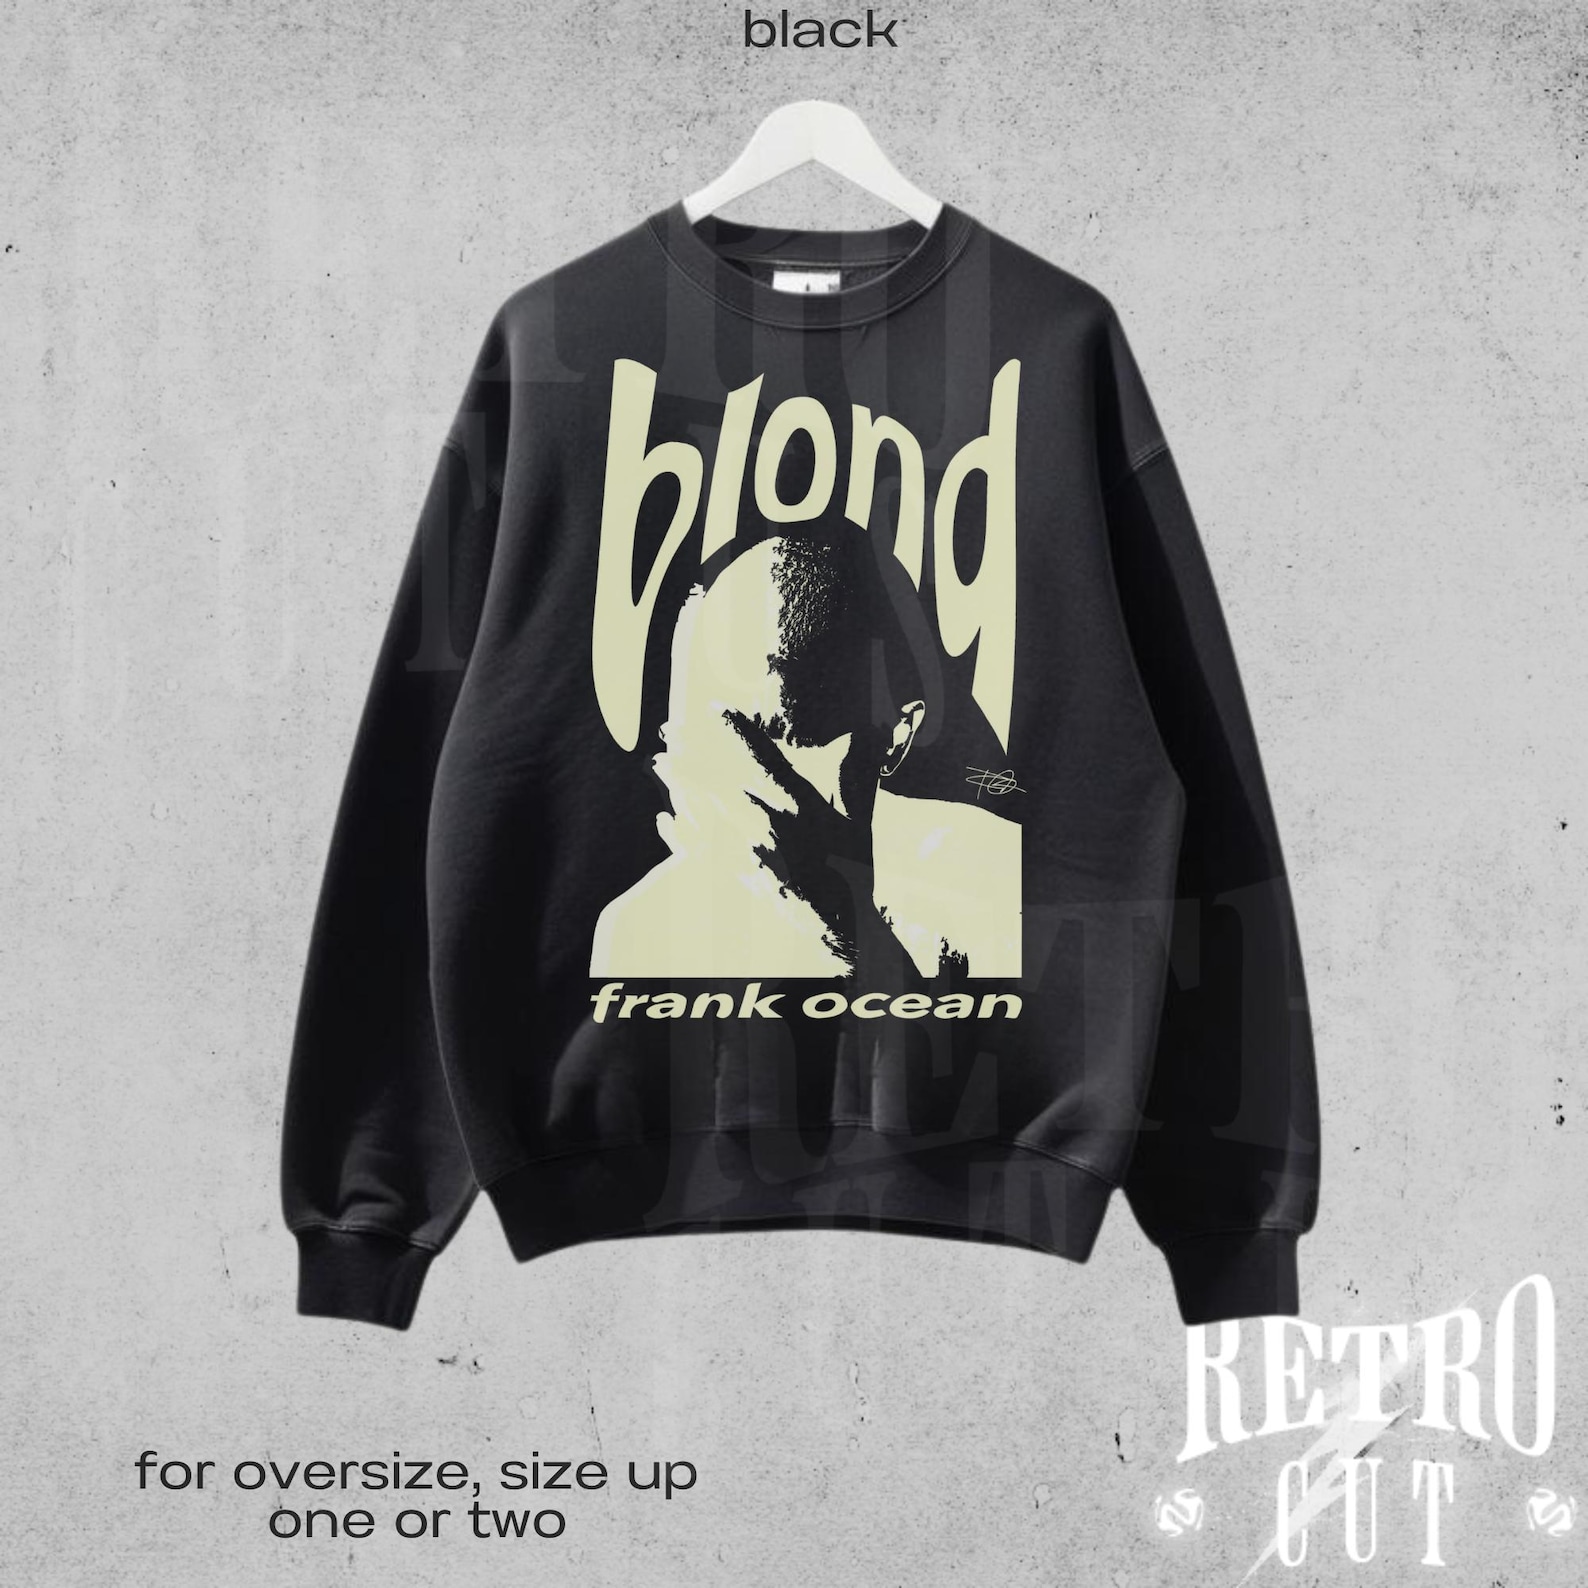 black
blond
frank ocean
for oversize, size up
one or two
RETRO
CUT